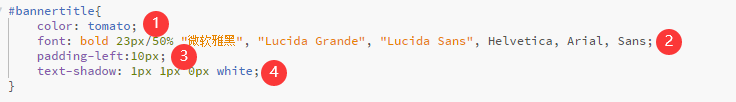 #bannertitle{
color: tomato; 1
font: bold 23px/50% "微软雅黑", "Lucida Grande", "Lucida Sans", Helvetica, Arial, Sans; 2
padding-left:10px; 3
text-shadow: 1px 1px 0px white; 4
}